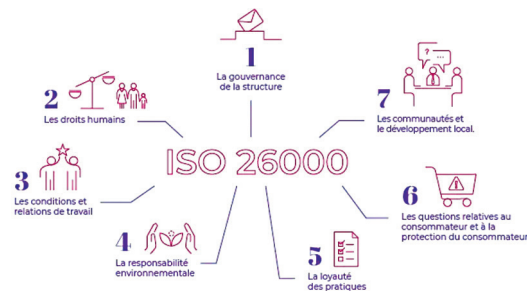 1
La gouvernance
de la structure
2
Les droits humains
7
Les communautés et
le développement local.
ISO 26000
3
Les conditions et
relations de travail
6
Les questions relatives au
consommateur et à la
protection du consommateur
4
La responsabilité
environnementale
5
La loyauté
des pratiques
?
...